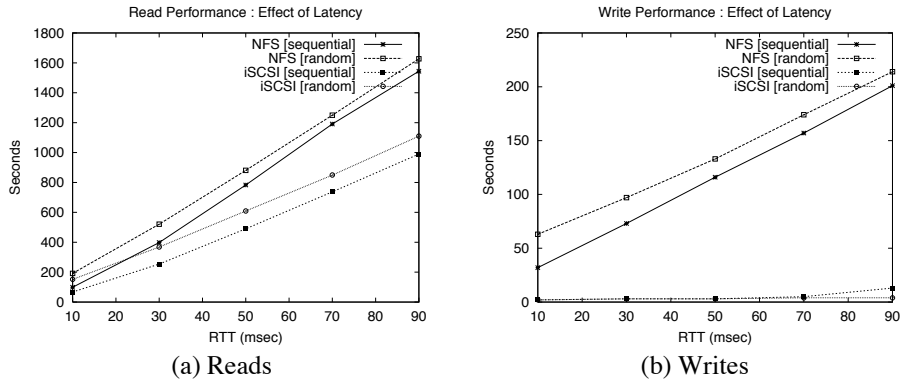 Read Performance : Effect of Latency
1800
1600
1400
1200
1000
800
600
400
200
0
Seconds
NFS [sequential]
NFS [random]
iSCSI [sequential]
iSCSI [random]
10 20 30 40 50 60 70 80 90
RTT (msec)
(a) Reads
Write Performance : Effect of Latency
250
200
150
100
50
0
Seconds
NFS [sequential]
NFS [random]
iSCSI [sequential]
iSCSI [random]
10 20 30 40 50 60 70 80 90
RTT (msec)
(b) Writes